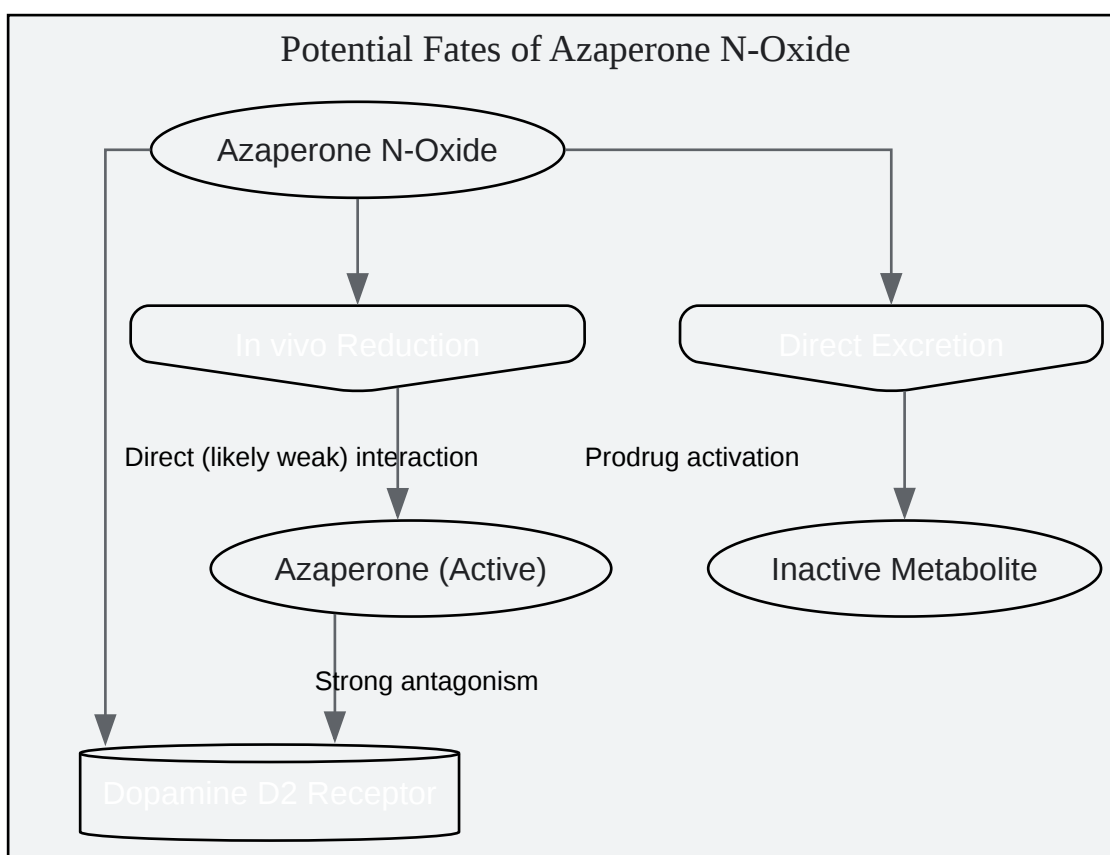 Potential Fates of Azaperone N-Oxide
Azaperone N-Oxide
In vivo Reduction
Direct Excretion
Direct (likely weak) interaction
Prodrug activation
Azaperone (Active)
Inactive Metabolite
Strong antagonism
Dopamine D2 Receptor